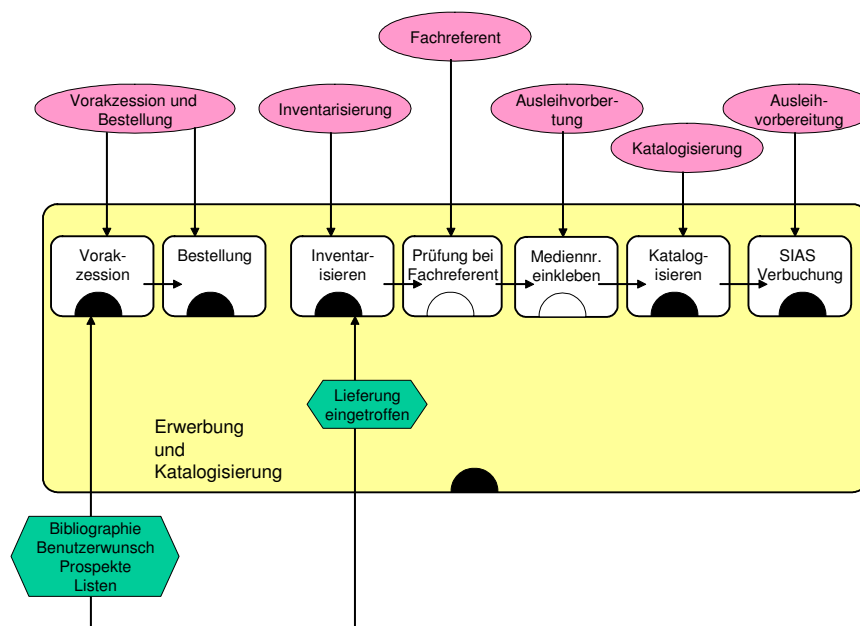 Fachreferent
Vorakzession und
Bestellung
Inventarisierung
Ausleihvorber-
tung
Ausleih-
vorbereitung
Katalogisierung
Vorak-
zession
Bestellung
Inventar-
isieren
Prüfung bei
Fachreferent
Mediennr.
einkleben
Katalog-
isieren
SIAS
Verbuchung
Lieferung
eingetroffen
Erwerbung
und
Katalogisierung
Bibliographie
Benutzerwunsch
Prospekte
Listen